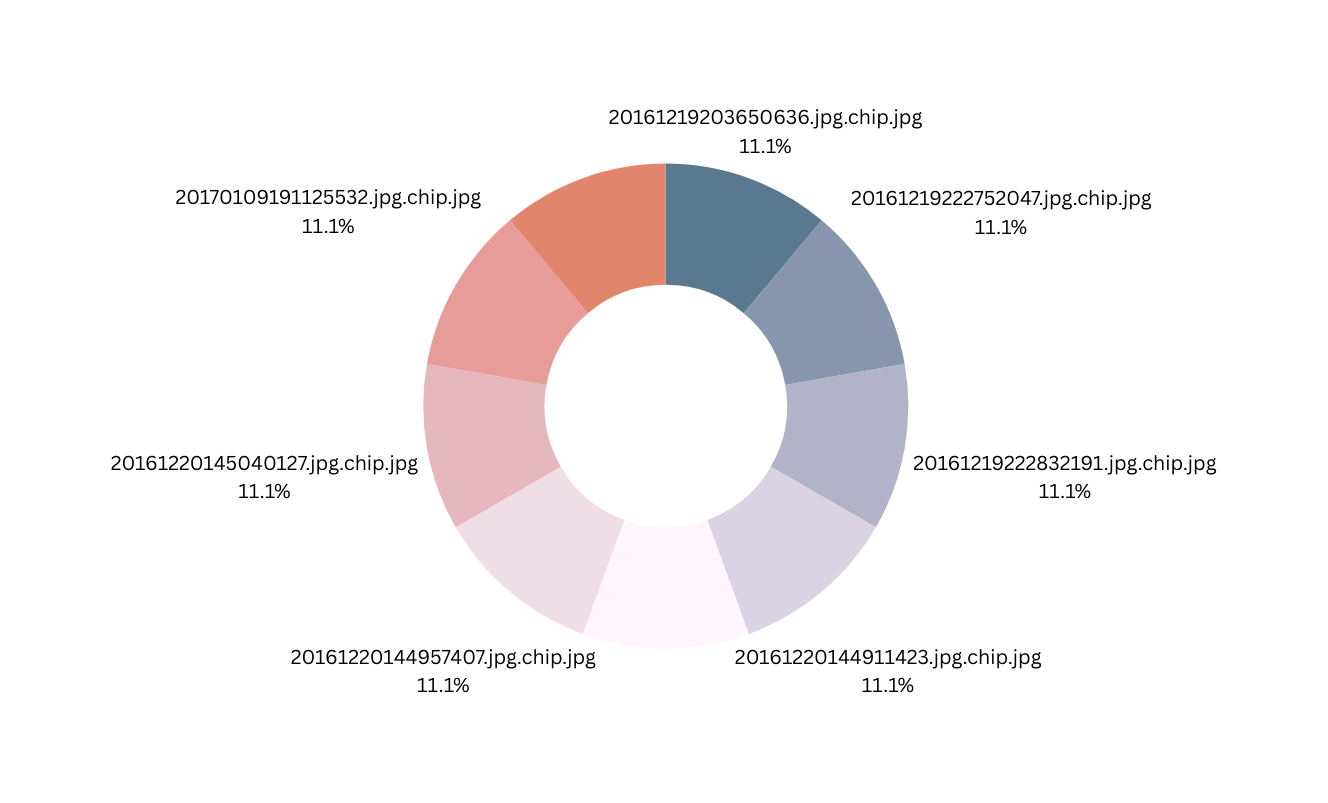 20161219203650636.jpg.chip.jpg
11.1%
20161219222752047.jpg.chip.jpg
11.1%
20161219222832191.jpg.chip.jpg
11.1%
20161220144911423.jpg.chip.jpg
11.1%
20161220144957407.jpg.chip.jpg
11.1%
20161220145040127.jpg.chip.jpg
11.1%
20170109191125532.jpg.chip.jpg
11.1%